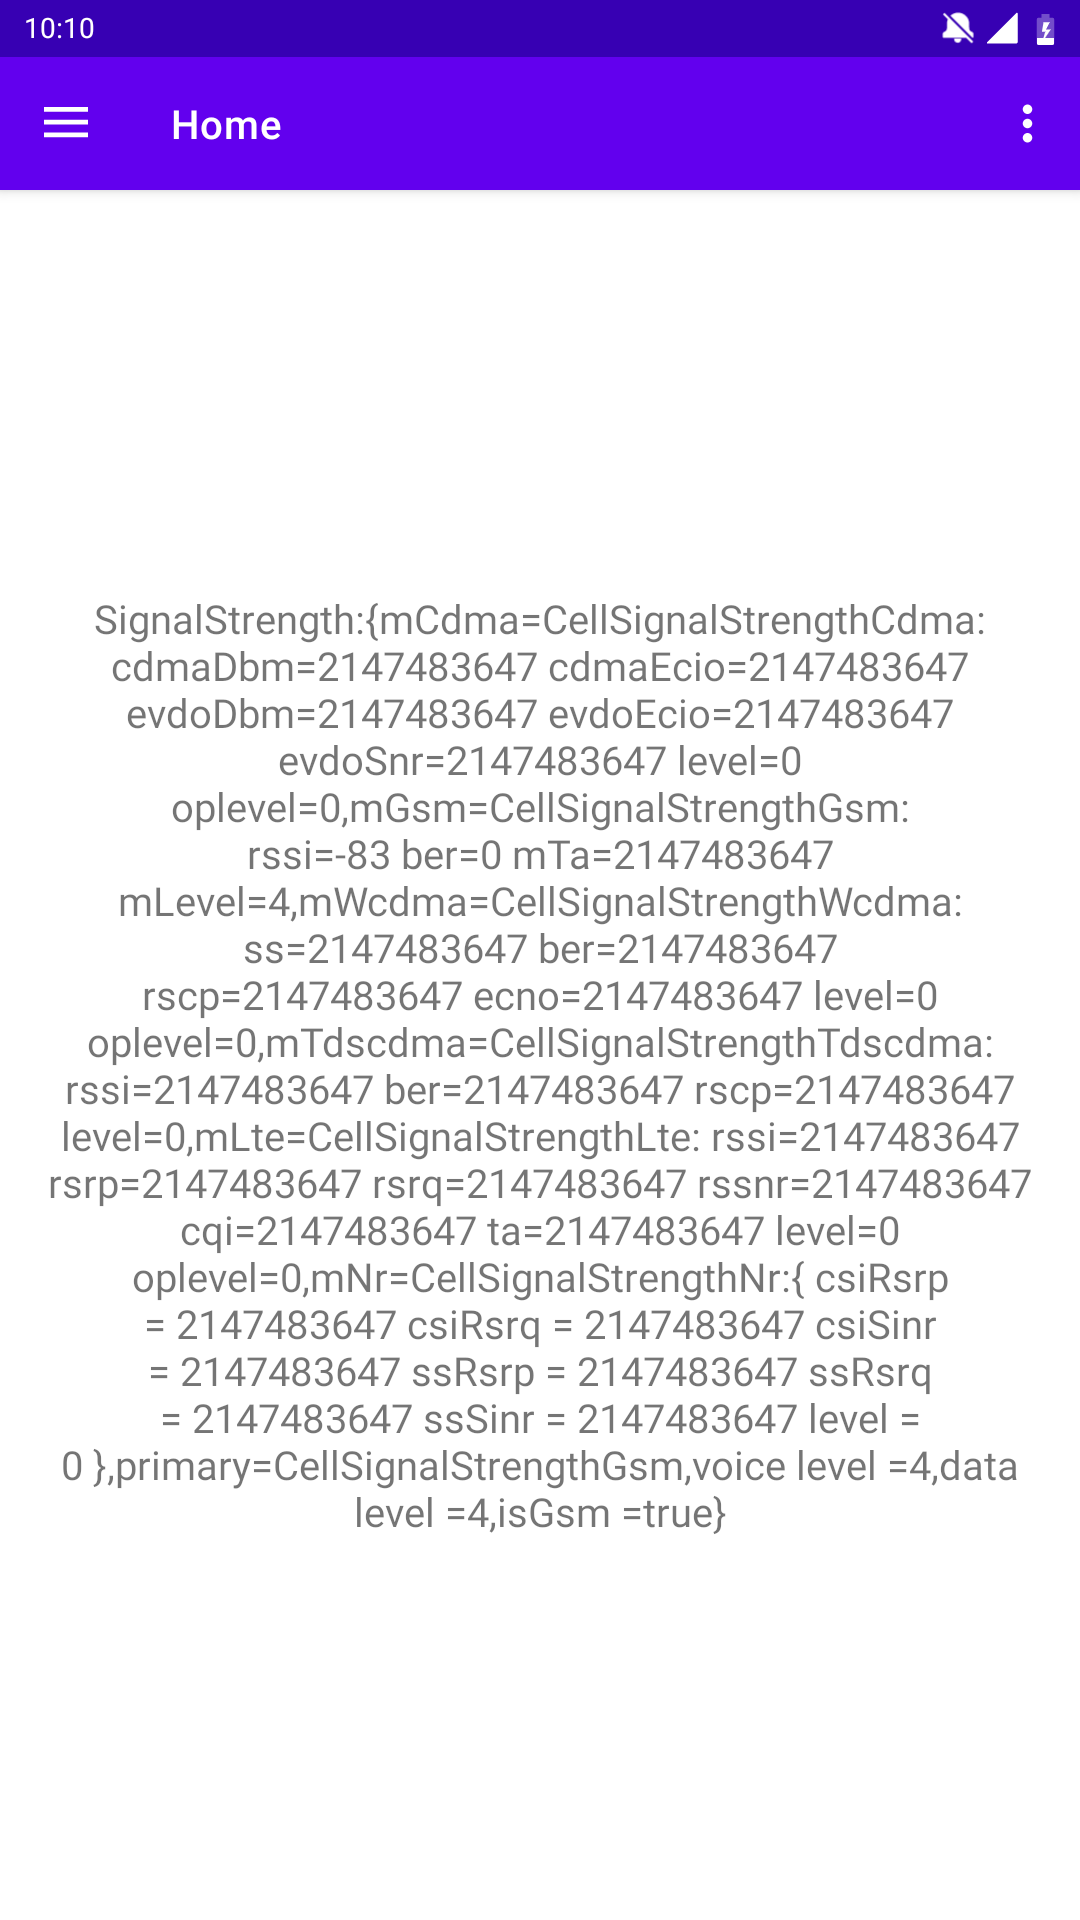 10:10
Home
SignalStrength:{mCdma=CellSignalStrengthCdma:
cdmaDbm=2147483647 cdmaEcio=2147483647
evdoDbm=2147483647 evdoEcio=2147483647
evdoSnr=2147483647 level=0
oplevel=0,mGsm=CellSignalStrengthGsm:
rssi=-83 ber=0 mTa=2147483647
mLevel=4,mWcdma=CellSignalStrengthWcdma:
ss=2147483647 ber=2147483647
rscp=2147483647 ecno=2147483647 level=0
oplevel=0,mTdscdma=CellSignalStrengthTdscdma:
rssi=2147483647 ber=2147483647 rscp=2147483647
level=0,mLte=CellSignalStrengthLte: rssi=2147483647
rsrp=2147483647 rsrq=2147483647 rssnr=2147483647
cqi=2147483647 ta=2147483647 level=0
oplevel=0,mNr=CellSignalStrengthNr:{ csiRsrp
= 2147483647 csiRsrq = 2147483647 csiSinr
= 2147483647 ssRsrp = 2147483647 ssRsrq
= 2147483647 ssSinr = 2147483647 level =
0 },primary=CellSignalStrengthGsm,voice level =4,data
level =4,isGsm =true}